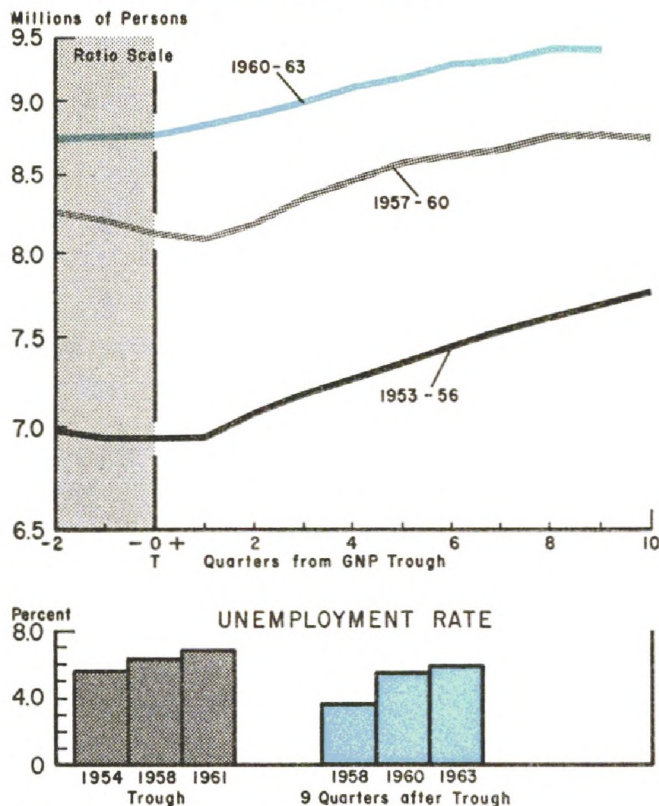 Millions of Persons
9.5
Ratio Scale
1960-63
9.0
8.5
1957-60
8.0
7.5
1953-56
7.0
6.5
-2 -0+ 2 4 6 8 10
T Quarters from GNP Trough
Percent UNEMPLOYMENT RATE
8.0
4.0
0
1954 1958 1961 1958 1960 1963
Trough 9 Quarters after Trough